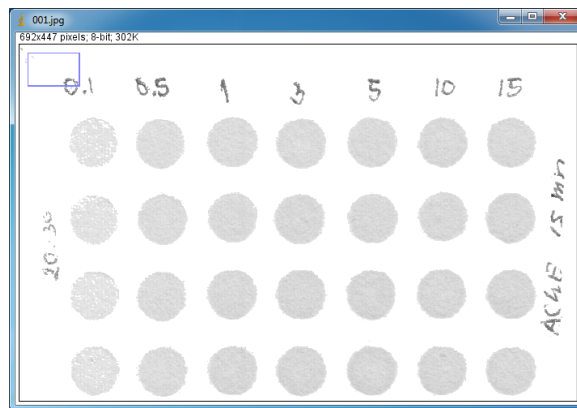 001.jpg
692x447 pixels; 8-bit; 302K
0.1 0.5 1 3 5 10 15
20:30
AChE 15 min